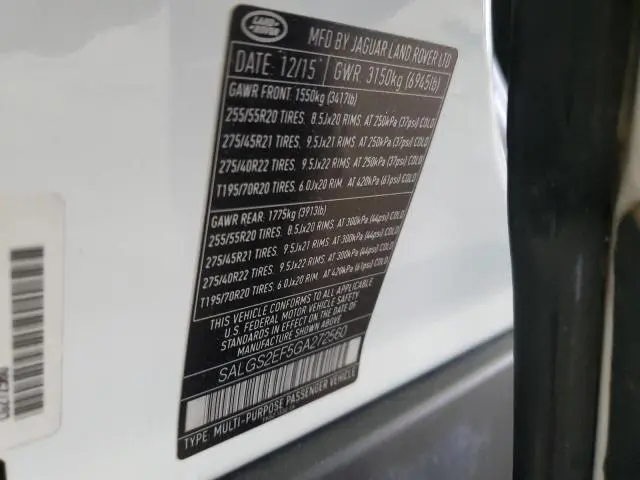 LAND ROVER
MFD BY JAGUAR LAND ROVER LTD
DATE: 12/15 GWR 3150kg (6945lb)
GAWR FRONT: 1550kg (3417lb)
255/55R20 TIRES. 8.5Jx20 RIMS AT 250kPa (37psi) COLD
275/45R21 TIRES. 9.5Jx21 RIMS AT 250kPa (37psi) COLD
275/40R22 TIRES. 9.5Jx22 RIMS AT 250kPa (37psi) COLD
T195/70R20 TIRES. 6.0Jx20 RIM. AT 420kPa (61psi) COLD
GAWR REAR: 1775kg (3913lb)
255/55R20 TIRES. 8.5Jx20 RIMS AT 300kPa (44psi) COLD
275/45R21 TIRES. 9.5Jx21 RIMS AT 300kPa (44psi) COLD
275/40R22 TIRES. 9.5Jx22 RIMS AT 300kPa (44psi) COLD
T195/70R20 TIRES. 6.0Jx20 RIM. AT 420kPa (61psi) COLD
THIS VEHICLE CONFORMS TO ALL APPLICABLE
U.S. FEDERAL MOTOR VEHICLE SAFETY
STANDARDS IN EFFECT ON THE DATE OF
MANUFACTURE SHOWN ABOVE
SALGS2EF5GA272560
TYPE: MULTI-PURPOSE PASSENGER VEHICLE